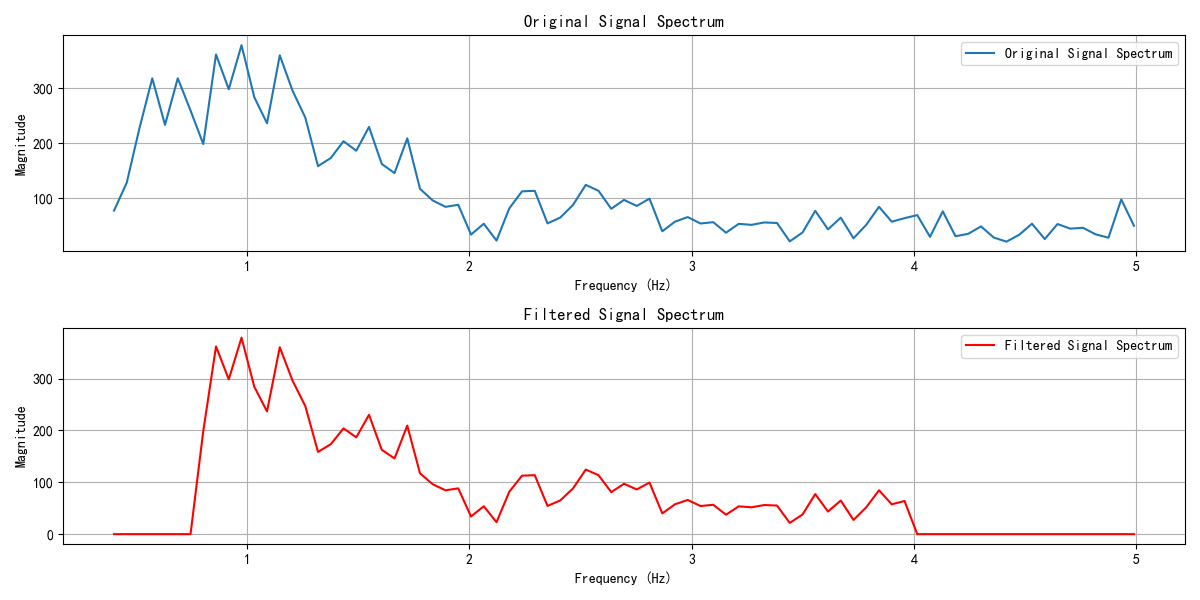 Original Signal Spectrum
Original Signal Spectrum
Magnitude
300
200
100
1 2 3 4 5
Frequency (Hz)
Filtered Signal Spectrum
Filtered Signal Spectrum
Magnitude
300
200
100
0
1 2 3 4 5
Frequency (Hz)